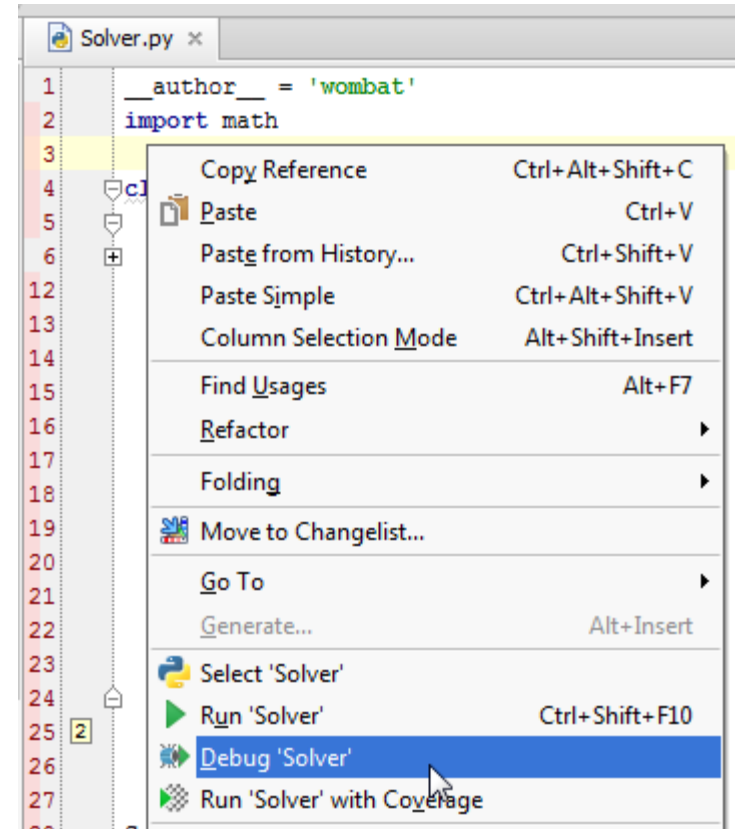 Solver.py ×
1 __author__ = 'wombat'
2 import math
3
4 cl
5
6
12
13
14
15
16
17
18
19
20
21
22
23
24
25 2
26
27
Copy Reference Ctrl+Alt+Shift+C
Paste Ctrl+V
Paste from History... Ctrl+Shift+V
Paste Simple Ctrl+Alt+Shift+V
Column Selection Mode Alt+Shift+Insert
Find Usages Alt+F7
Refactor
Folding
Move to Changelist...
Go To
Generate... Alt+Insert
Select 'Solver'
Run 'Solver' Ctrl+Shift+F10
Debug 'Solver'
Run 'Solver' with Coverage